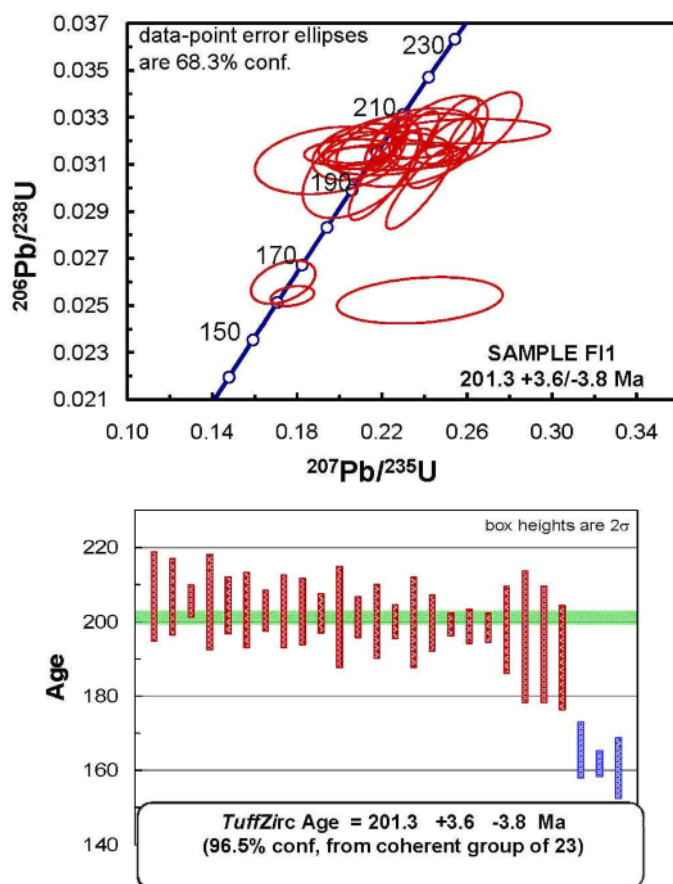 0.037
data-point error ellipses
are 68.3% conf.
230
0.035
0.033
210
0.031
190
0.029
0.027
170
0.025
150
0.023
0.021
SAMPLE FI1
201.3 +3.6/-3.8 Ma
206Pb/238U
0.10 0.14 0.18 0.22 0.26 0.30 0.34
207Pb/235U
box heights are 2σ
220
200
180
160
140
Age
TuffZirc Age = 201.3 +3.6 -3.8 Ma
(96.5% conf, from coherent group of 23)